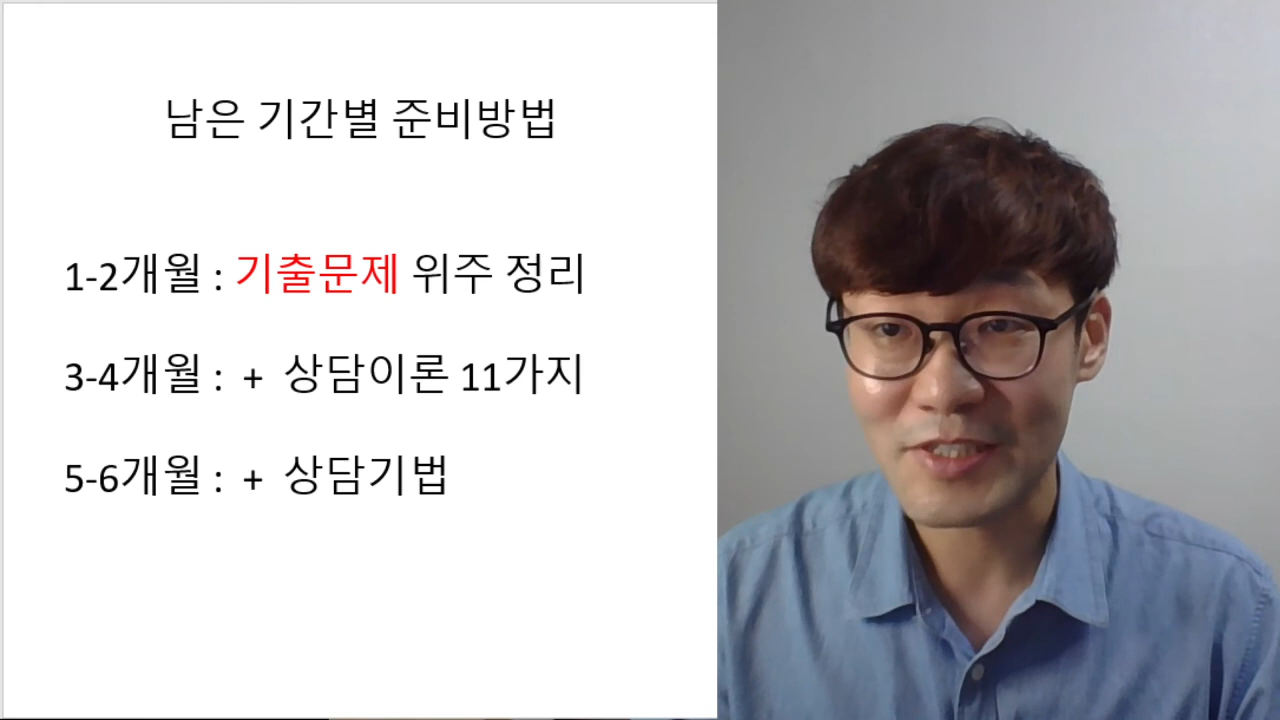 남은 기간별 준비방법
1-2개월 : 기출문제 위주 정리
3-4개월 : + 상담이론 11가지
5-6개월 : + 상담기법